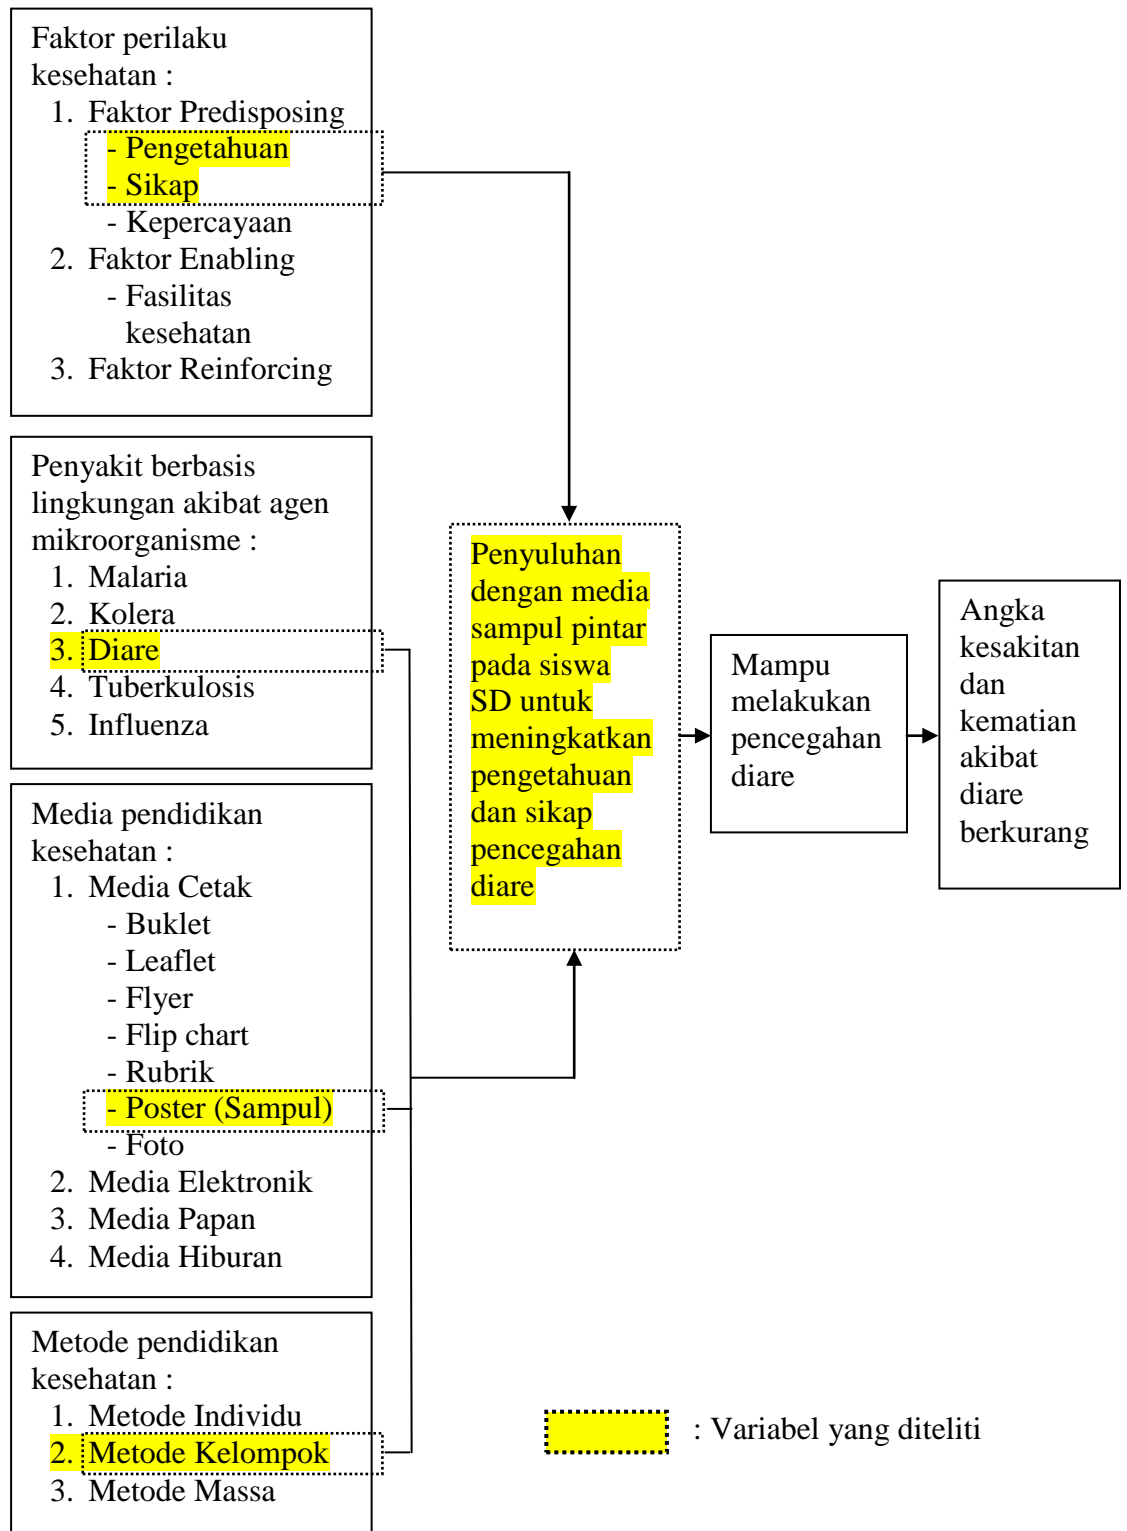 Faktor perilaku
kesehatan :
1. Faktor Predisposing
- Pengetahuan
- Sikap
- Kepercayaan
2. Faktor Enabling
- Fasilitas
kesehatan
3. Faktor Reinforcing
Penyakit berbasis
lingkungan akibat agen
mikroorganisme :
1. Malaria
2. Kolera
3. Diare
4. Tuberkulosis
5. Influenza
Media pendidikan
kesehatan :
1. Media Cetak
- Buklet
- Leaflet
- Flyer
- Flip chart
- Rubrik
- Poster (Sampul)
- Foto
2. Media Elektronik
3. Media Papan
4. Media Hiburan
Metode pendidikan
kesehatan :
1. Metode Individu
2. Metode Kelompok
3. Metode Massa
Penyuluhan
dengan media
sampul pintar
pada siswa
SD untuk
meningkatkan
pengetahuan
dan sikap
pencegahan
diare
Mampu
melakukan
pencegahan
diare
Angka
kesakitan
dan
kematian
akibat
diare
berkurang
: Variabel yang diteliti